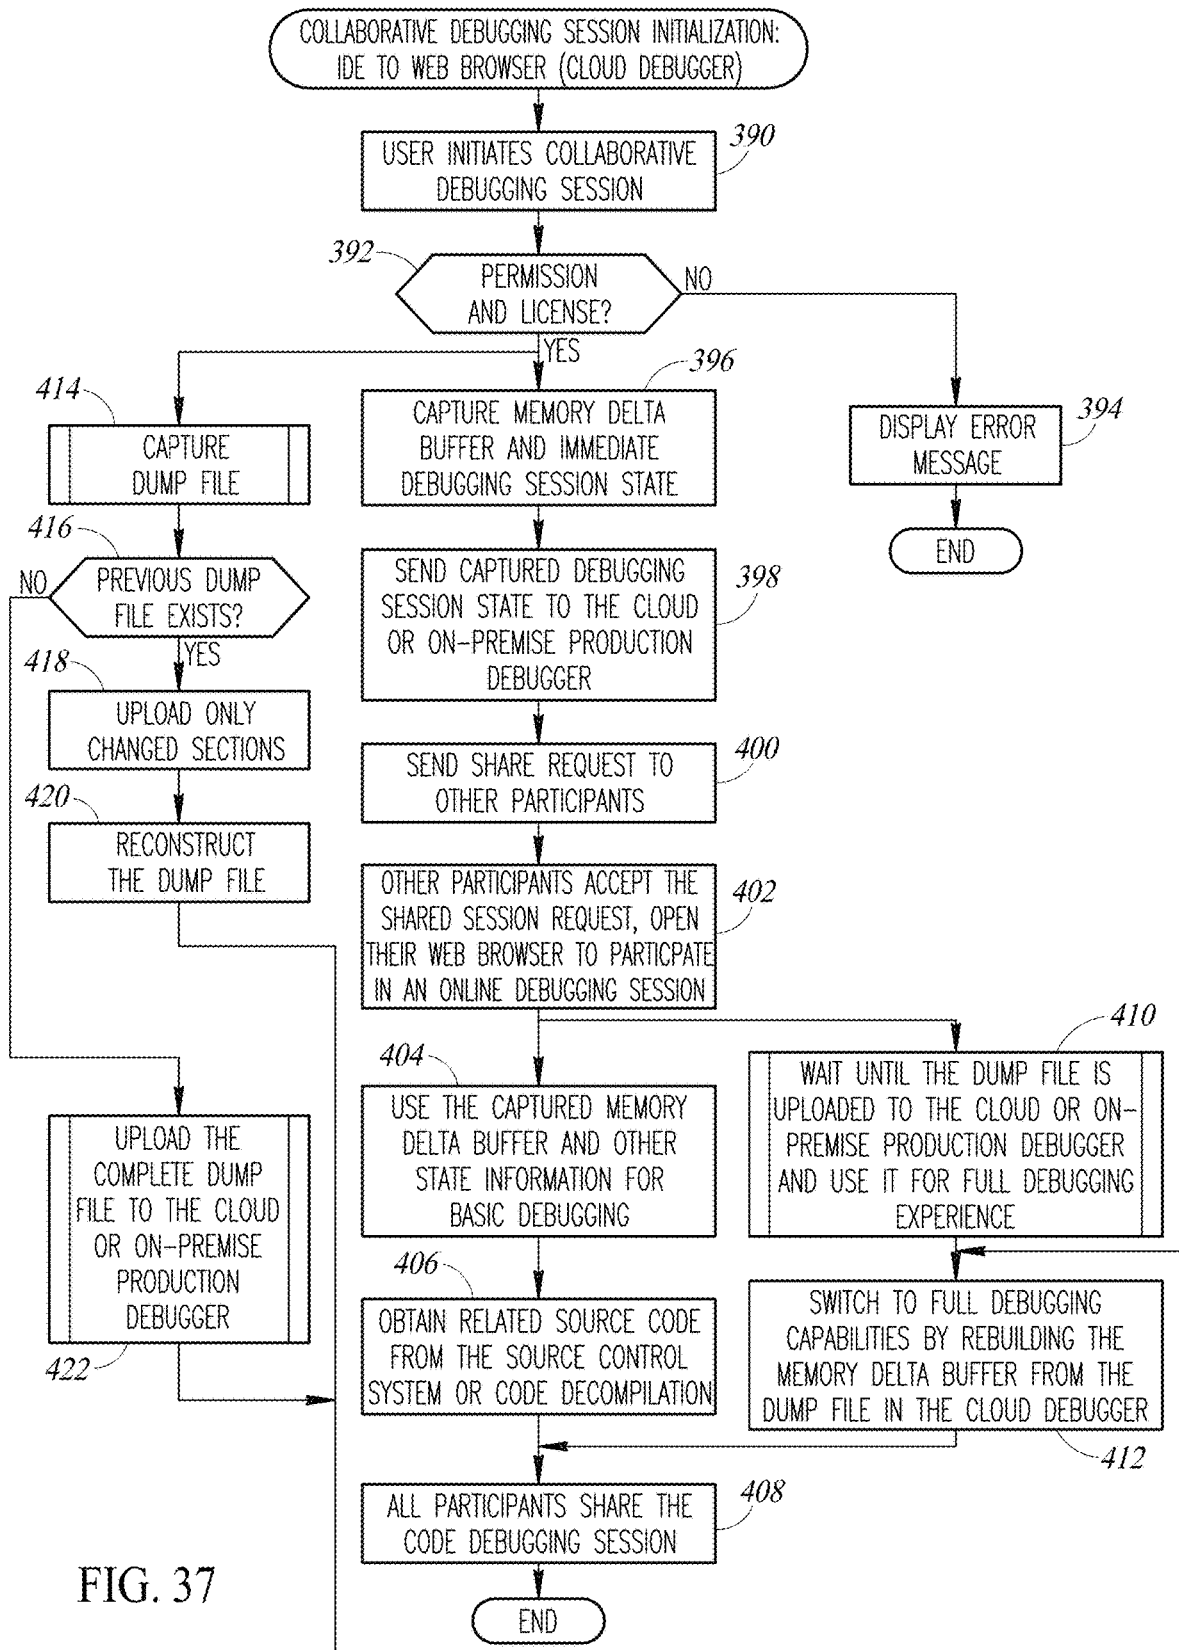 COLLABORATIVE DEBUGGING SESSION INITIALIZATION:
IDE TO WEB BROWSER (CLOUD DEBUGGER)
USER INITIATES COLLABORATIVE
DEBUGGING SESSION
390
392
PERMISSION
AND LICENSE?
NO
YES
396
CAPTURE MEMORY DELTA
BUFFER AND IMMEDIATE
DEBUGGING SESSION STATE
394
DISPLAY ERROR
MESSAGE
END
414
CAPTURE
DUMP FILE
416
NO
PREVIOUS DUMP
FILE EXISTS?
YES
418
UPLOAD ONLY
CHANGED SECTIONS
420
RECONSTRUCT
THE DUMP FILE
SEND CAPTURED DEBUGGING
SESSION STATE TO THE CLOUD
OR ON-PREMISE PRODUCTION
DEBUGGER
398
SEND SHARE REQUEST TO
OTHER PARTICIPANTS
400
OTHER PARTICIPANTS ACCEPT THE
SHARED SESSION REQUEST, OPEN
THEIR WEB BROWSER TO PARTICPATE
IN AN ONLINE DEBUGGING SESSION
402
404
USE THE CAPTURED MEMORY
DELTA BUFFER AND OTHER
STATE INFORMATION FOR
BASIC DEBUGGING
410
WAIT UNTIL THE DUMP FILE IS
UPLOADED TO THE CLOUD OR ON-
PREMISE PRODUCTION DEBUGGER
AND USE IT FOR FULL DEBUGGING
EXPERIENCE
UPLOAD THE
COMPLETE DUMP
FILE TO THE CLOUD
OR ON-PREMISE
PRODUCTION
DEBUGGER
422
406
OBTAIN RELATED SOURCE CODE
FROM THE SOURCE CONTROL
SYSTEM OR CODE DECOMPILATION
SWITCH TO FULL DEBUGGING
CAPABILITIES BY REBUILDING THE
MEMORY DELTA BUFFER FROM THE
DUMP FILE IN THE CLOUD DEBUGGER
412
ALL PARTICIPANTS SHARE THE
CODE DEBUGGING SESSION
408
END
FIG. 37